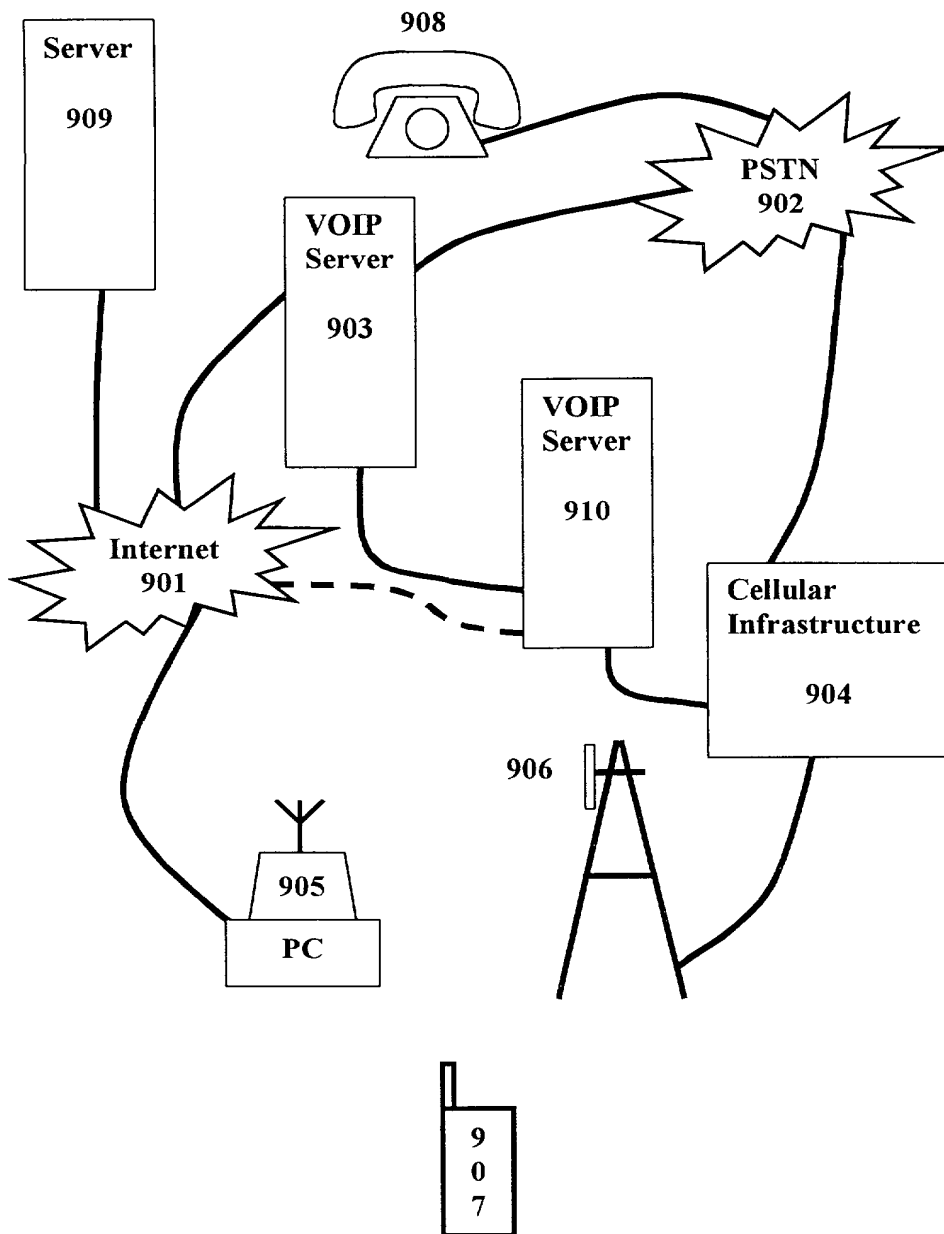 908
Server
909
PSTN
902
VOIP
Server
903
VOIP
Server
910
Internet
901
Cellular
Infrastructure
904
906
905
PC
9
0
7